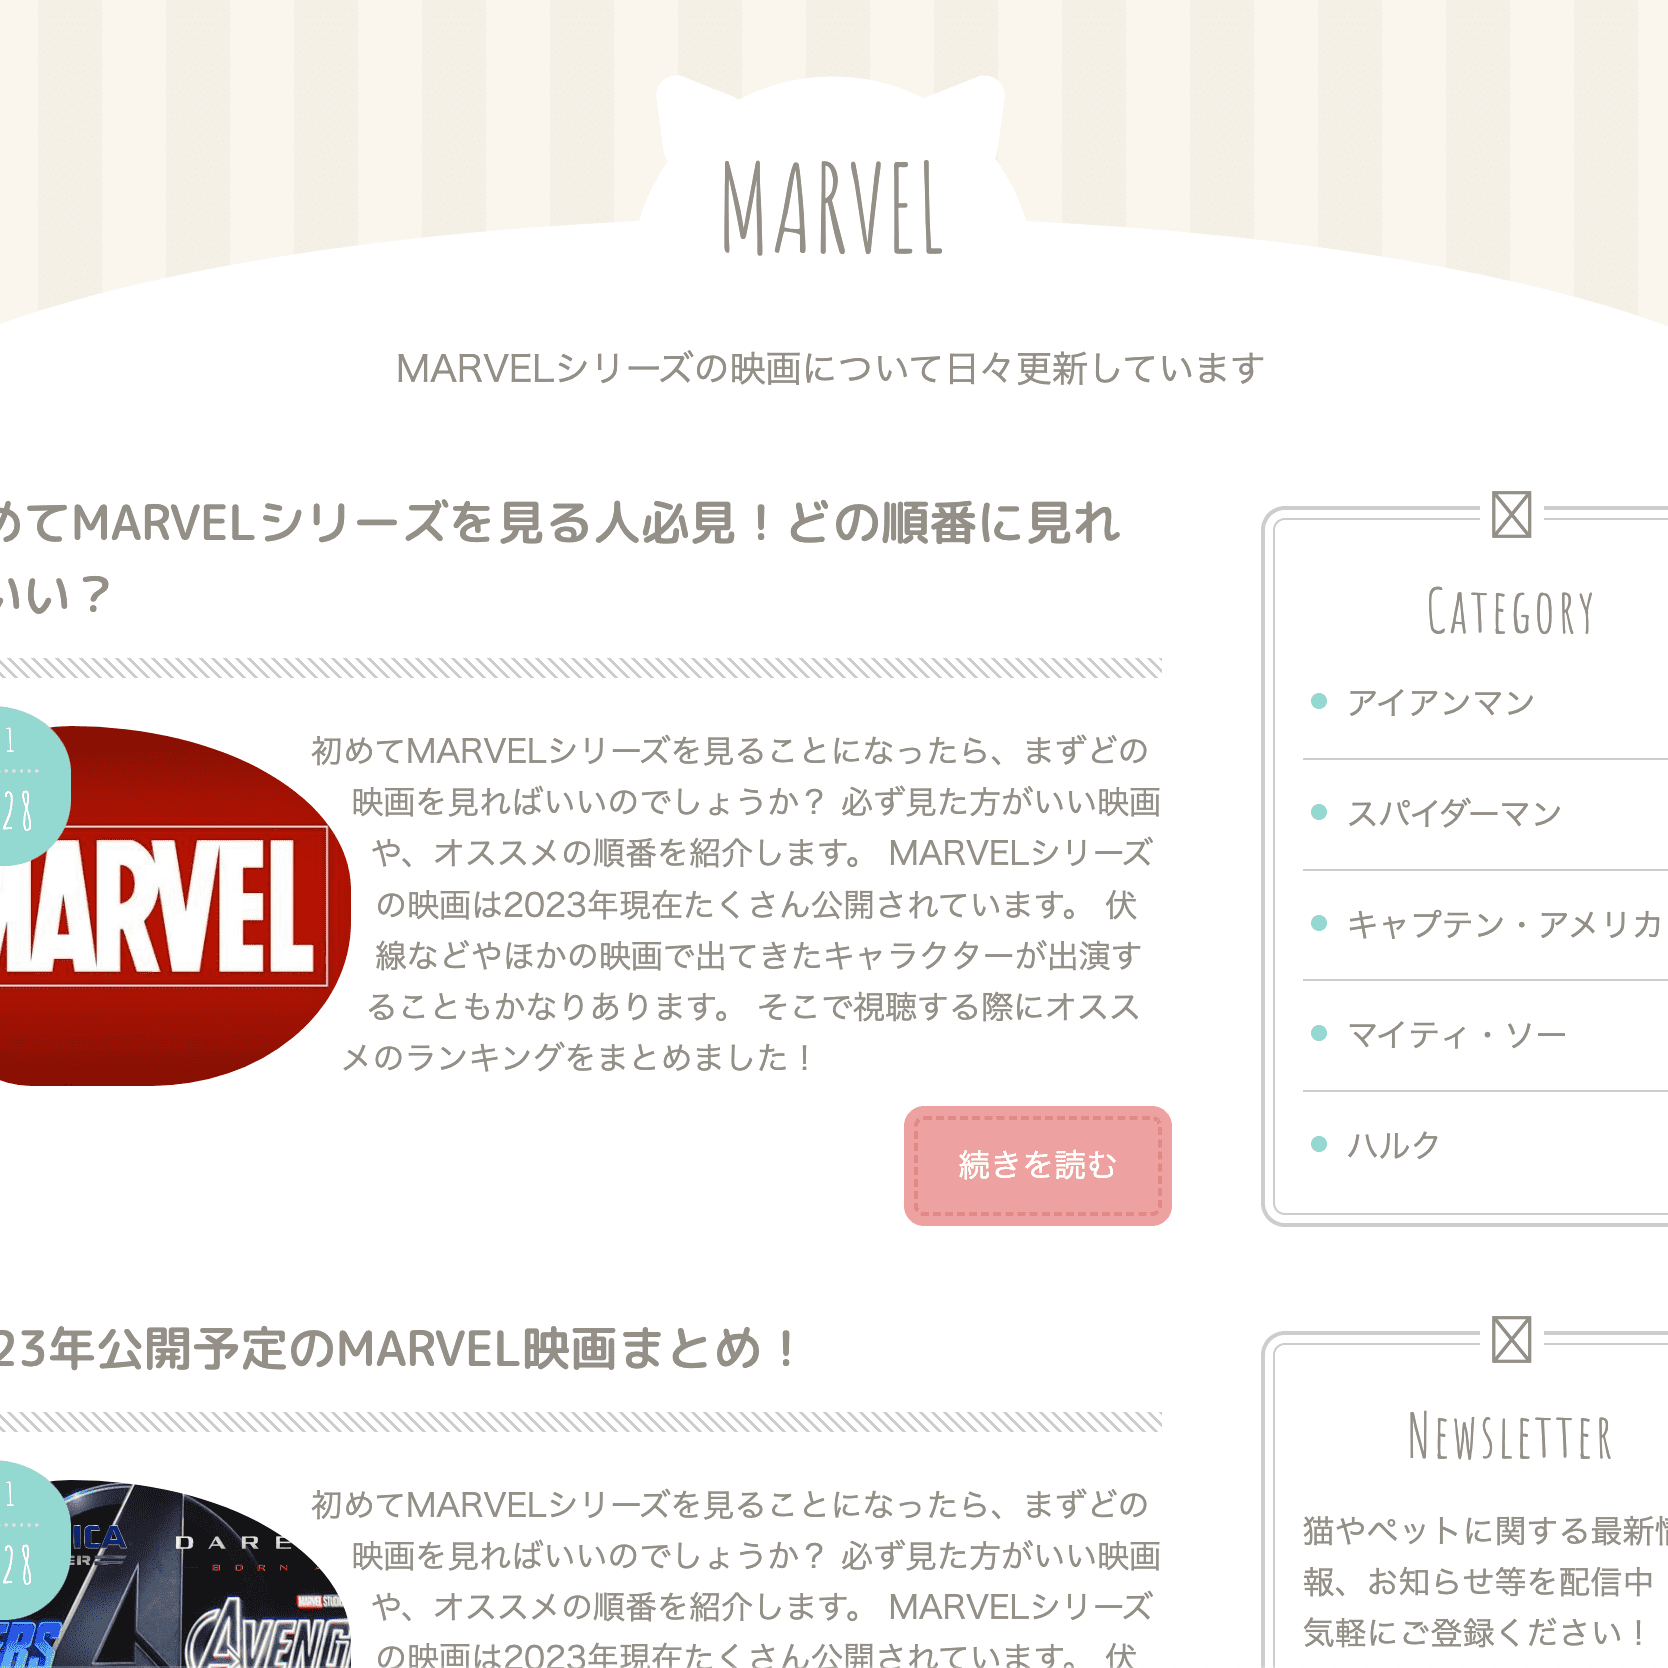 MARVEL
MARVELシリーズの映画について日々更新しています
めてMARVELシリーズを見る人必見！どの順番に見れ
いい？
1
28
MARVEL
初めてMARVELシリーズを見ることになったら、まずどの
映画を見ればいいのでしょうか？ 必ず見た方がいい映画
や、オススメの順番を紹介します。 MARVELシリーズ
の映画は2023年現在たくさん公開されています。 伏
線などやほかの映画で出てきたキャラクターが出演す
ることもかなりあります。 そこで視聴する際にオスス
メのランキングをまとめました！
続きを読む
23年公開予定のMARVEL映画まとめ！
1
28
ICA
ER
DARE
BORN
MARVEL STUDIO
ERS
AVENG
初めてMARVELシリーズを見ることになったら、まずどの
映画を見ればいいのでしょうか？ 必ず見た方がいい映画
や、オススメの順番を紹介します。 MARVELシリーズ
の映画は2023年現在たくさん公開されています。 伏
Category
アイアンマン
スパイダーマン
キャプテン・アメリカ
マイティ・ソー
ハルク
Newsletter
猫やペットに関する最新情
報、お知らせ等を配信中
気軽にご登録ください！